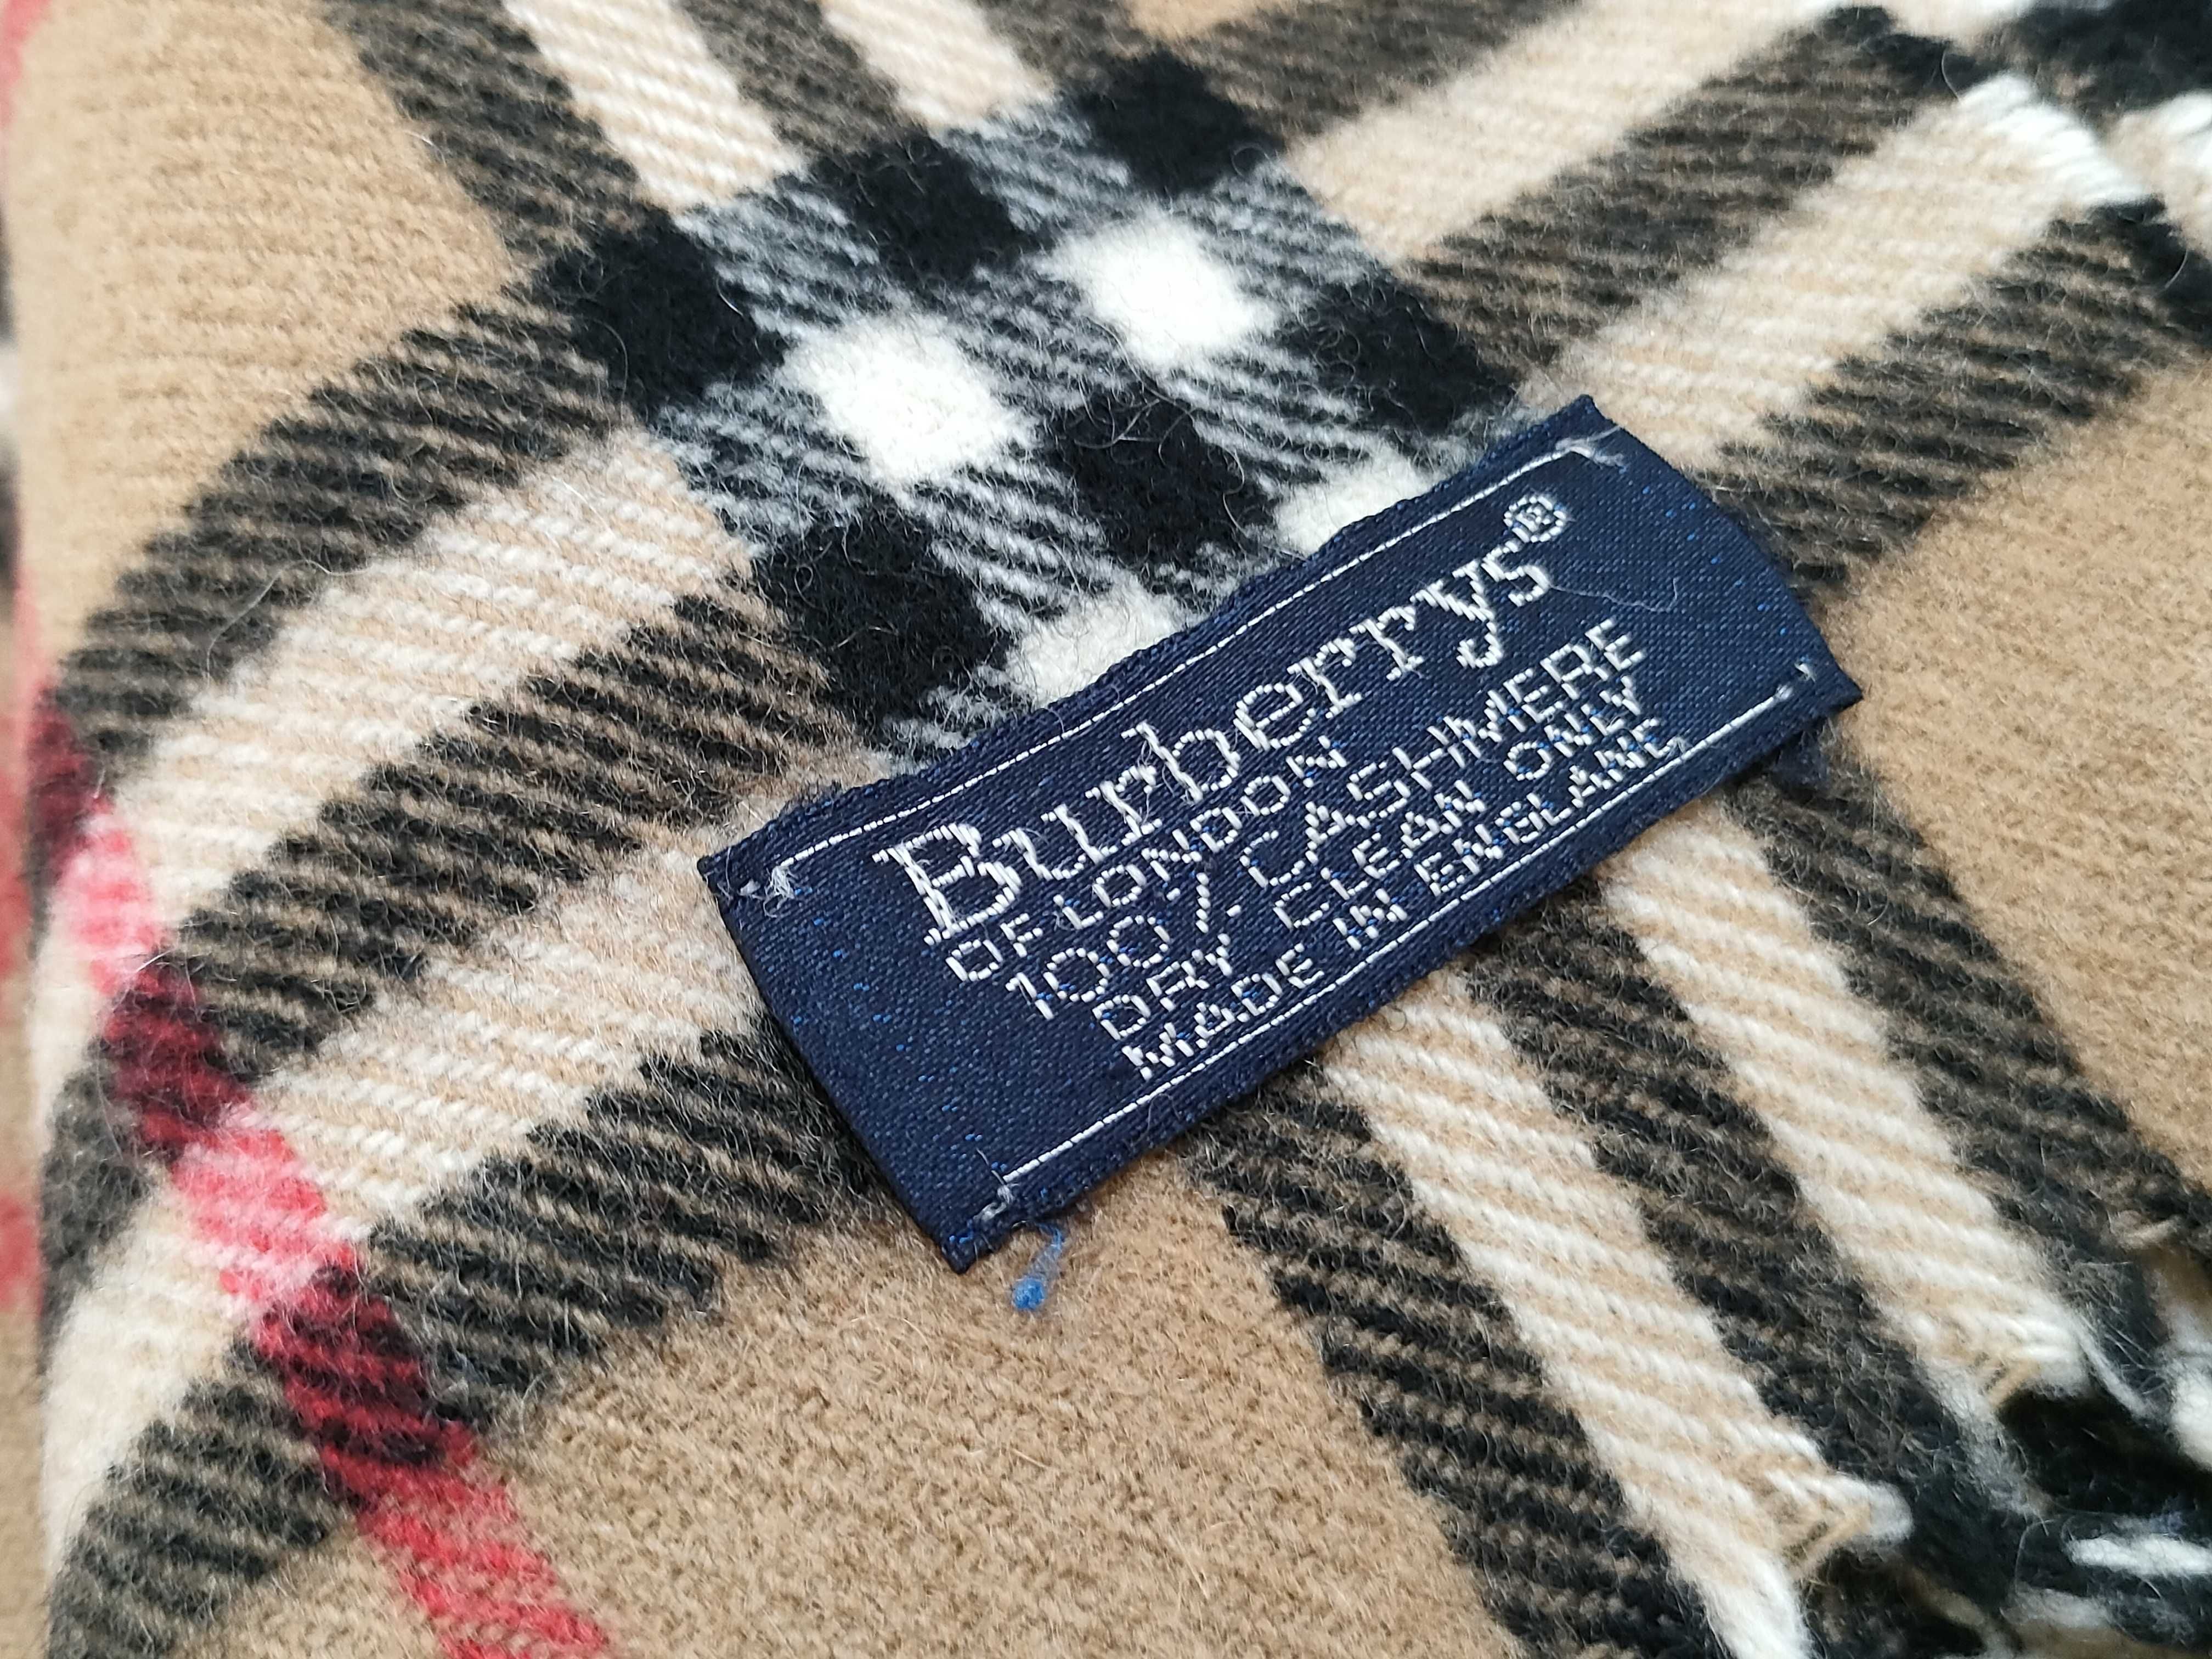 Burberrys®
OF LONDON
100% CASHMERE
DRY CLEAN ONLY
MADE IN ENGLAND